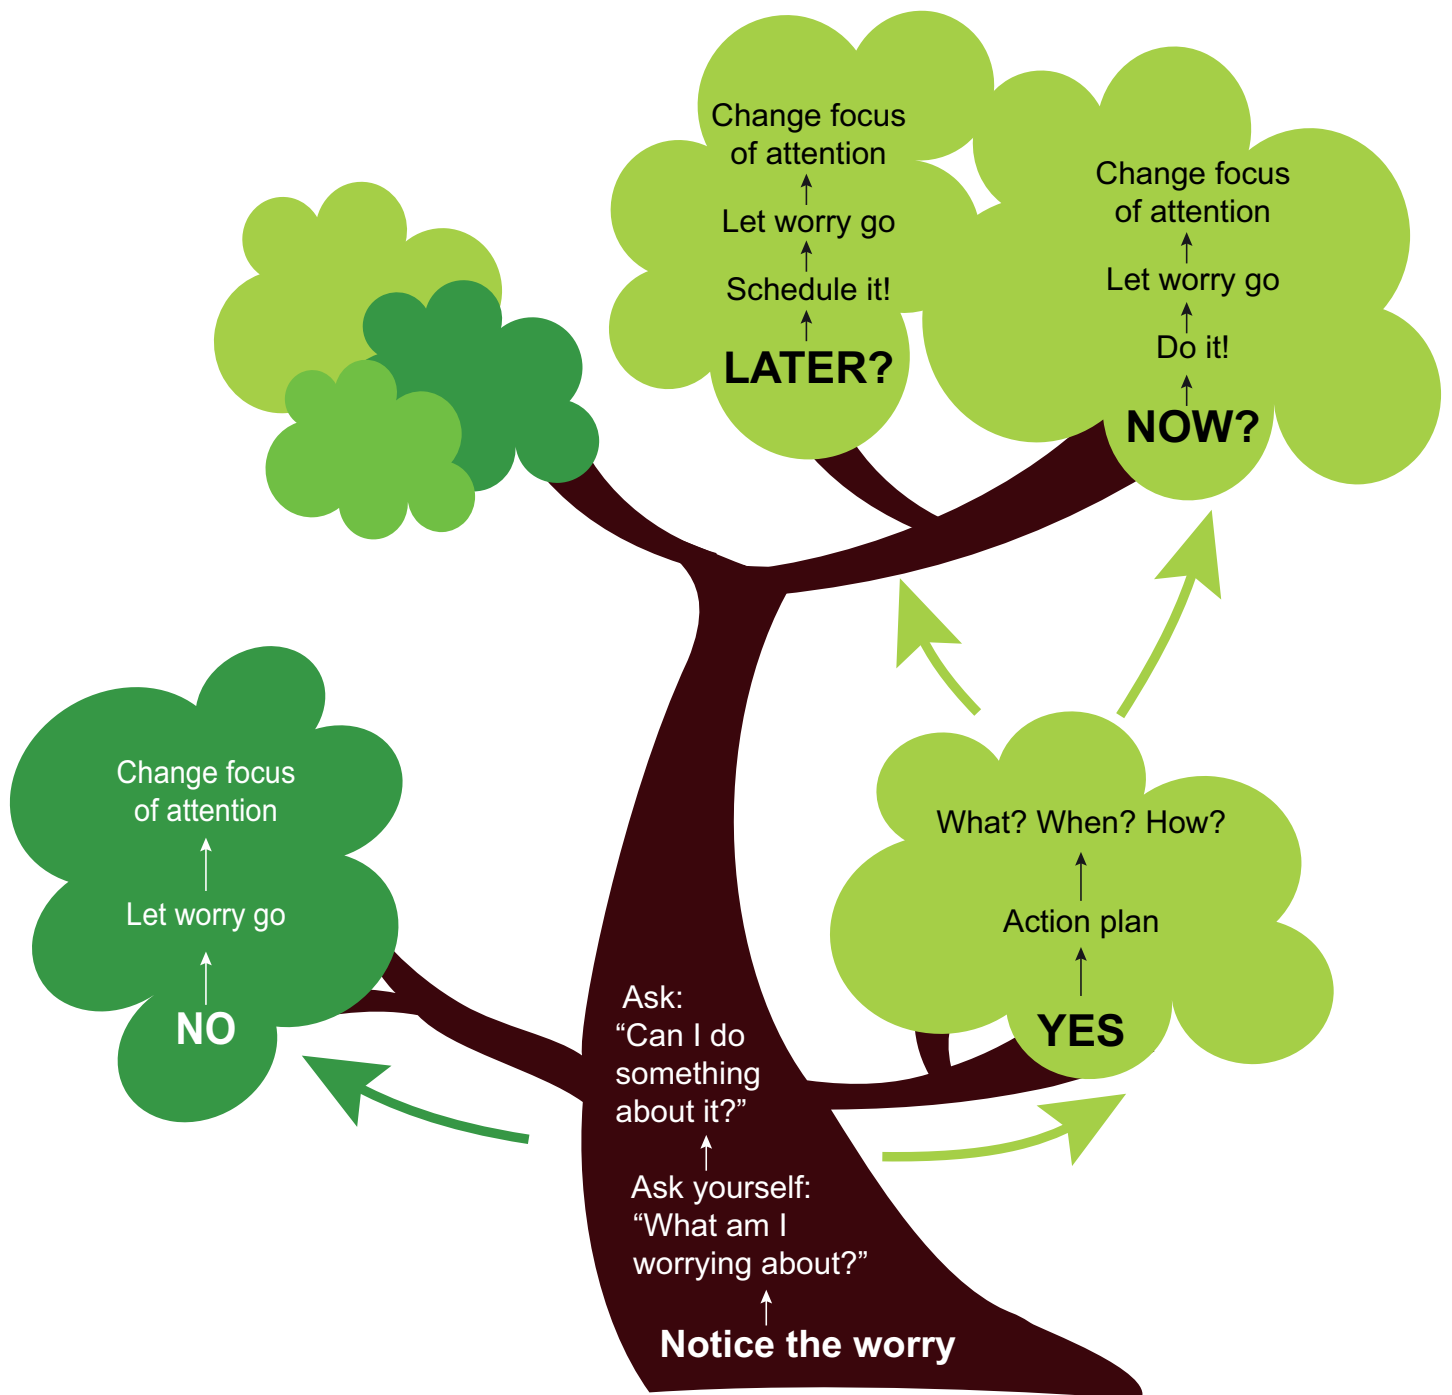 Change focus
of attention
Let worry go
Schedule it!
LATER?
Change focus
of attention
Let worry go
Do it!
NOW?
Change focus
of attention
Let worry go
NO
What? When? How?
Action plan
YES
Ask:
“Can I do
something
about it?”
Ask yourself:
“What am I
worrying about?”
Notice the worry